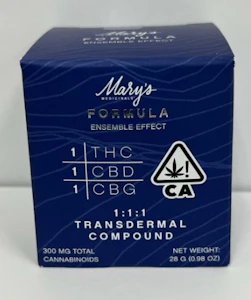 Mary's
MEDICINALS
FORMULA
ENSEMBLE EFFECT
1 THC
1 CBD
1 CBG
!
CA
1:1:1
TRANSDERMAL
COMPOUND
300 MG TOTAL
CANNABINOIDS
NET WEIGHT:
28 G (0.98 OZ)